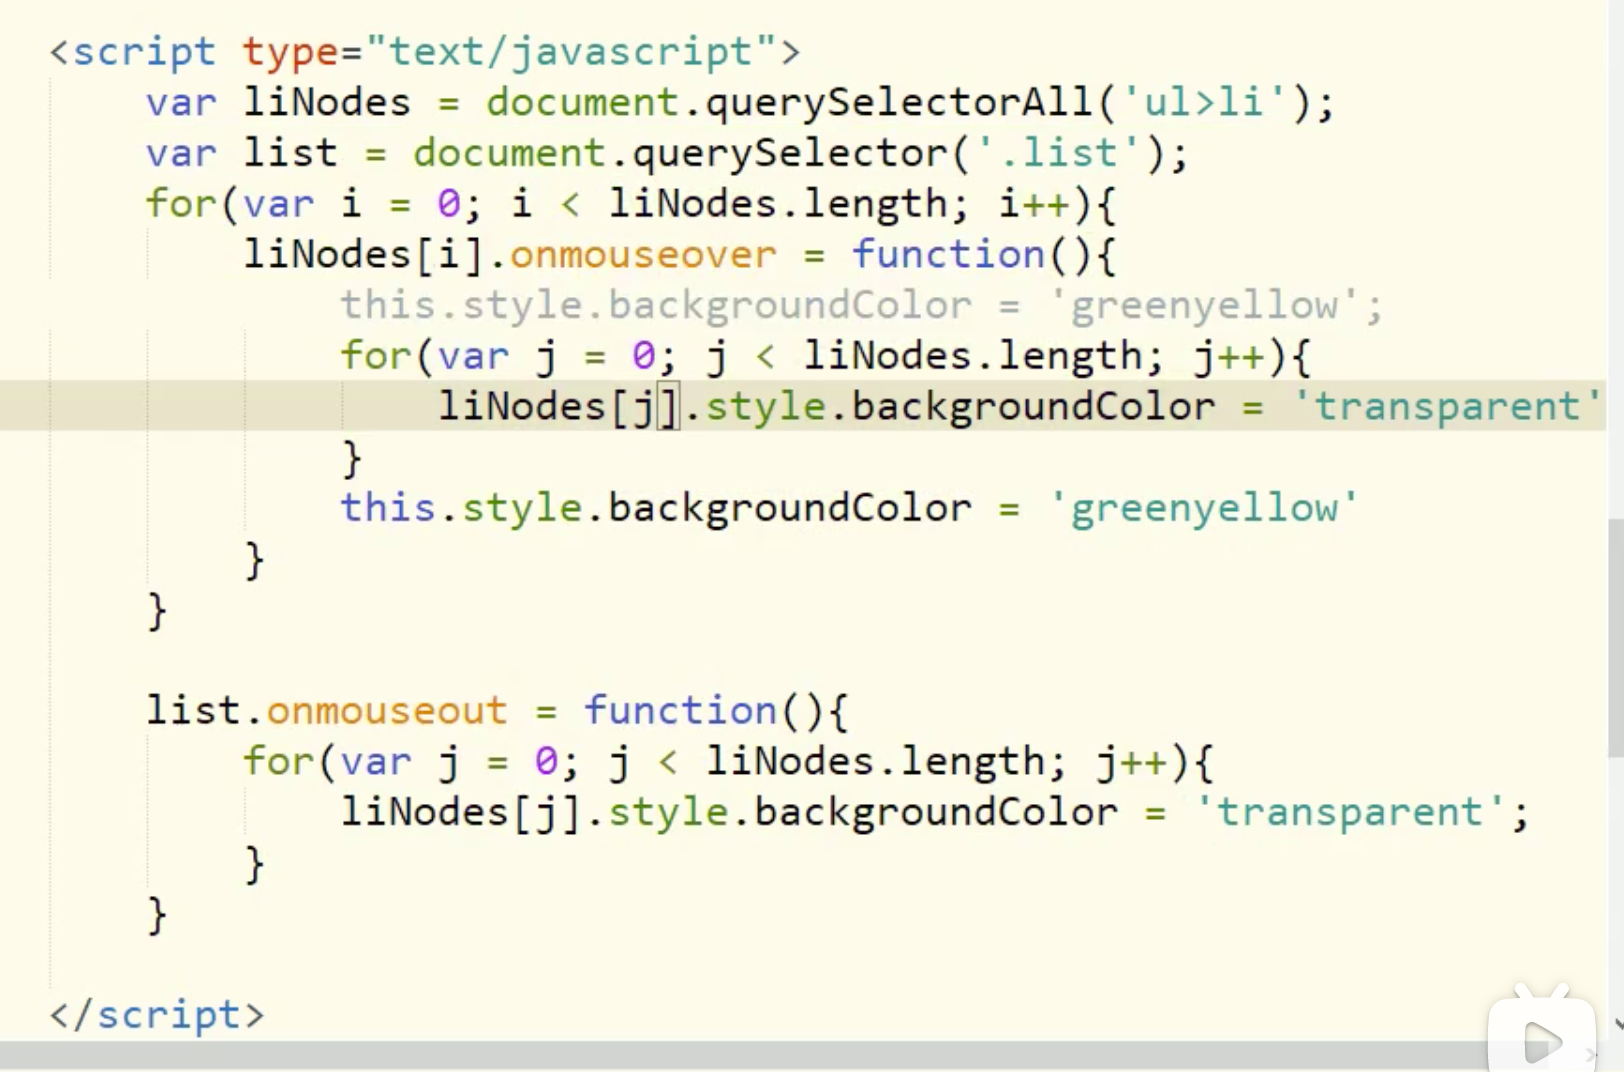 <script type="text/javascript">
var liNodes = document.querySelectorAll('ul>li');
var list = document.querySelector('.list');
for(var i = 0; i < liNodes.length; i++){
liNodes[i].onmouseover = function(){
this.style.backgroundColor = 'greenyellow';
for(var j = 0; j < liNodes.length; j++){
liNodes[j].style.backgroundColor = 'transparent'
}
this.style.backgroundColor = 'greenyellow'
}
}
list.onmouseout = function(){
for(var j = 0; j < liNodes.length; j++){
liNodes[j].style.backgroundColor = 'transparent';
}
}
</script>